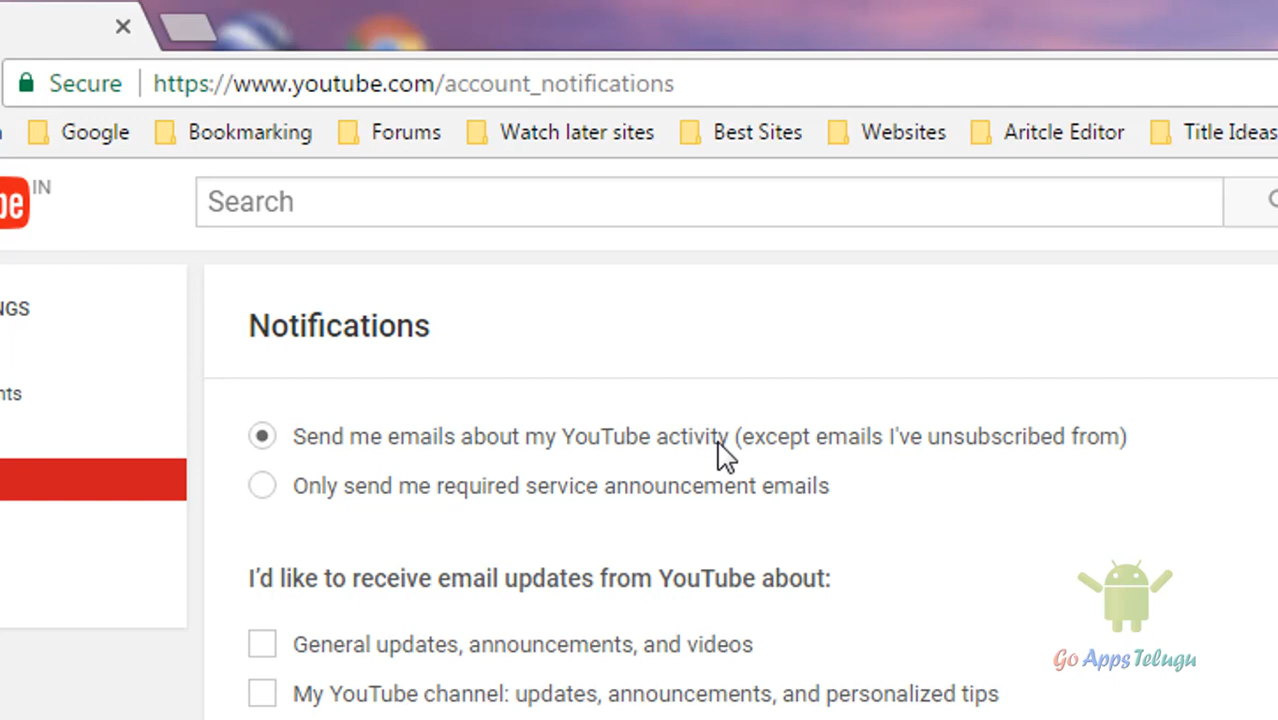 Secure https://www.youtube.com/account_notifications
Google Bookmarking Forums Watch later sites Best Sites Websites Aritcle Editor Title Ideas
be IN
Search
NGS
nts
Notifications
Send me emails about my YouTube activity (except emails I've unsubscribed from)
Only send me required service announcement emails
I'd like to receive email updates from YouTube about:
General updates, announcements, and videos
My YouTube channel: updates, announcements, and personalized tips
Go Apps Telugu